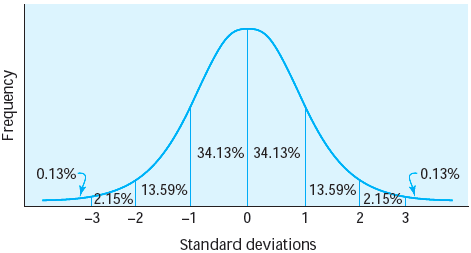 Frequency
34.13% 34.13%
0.13% 0.13%
13.59% 13.59%
2.15% 2.15%
–3 –2 –1 0 1 2 3
Standard deviations